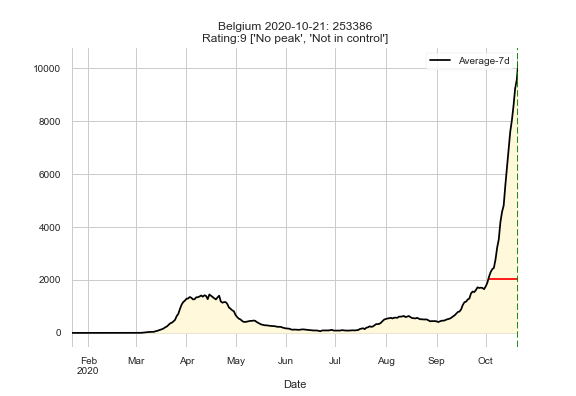 Belgium 2020-10-21: 253386
Rating:9 ['No peak', 'Not in control']
Average-7d
10000
8000
6000
4000
2000
0
Feb Mar Apr May Jun Jul Aug Sep Oct
2020
Date